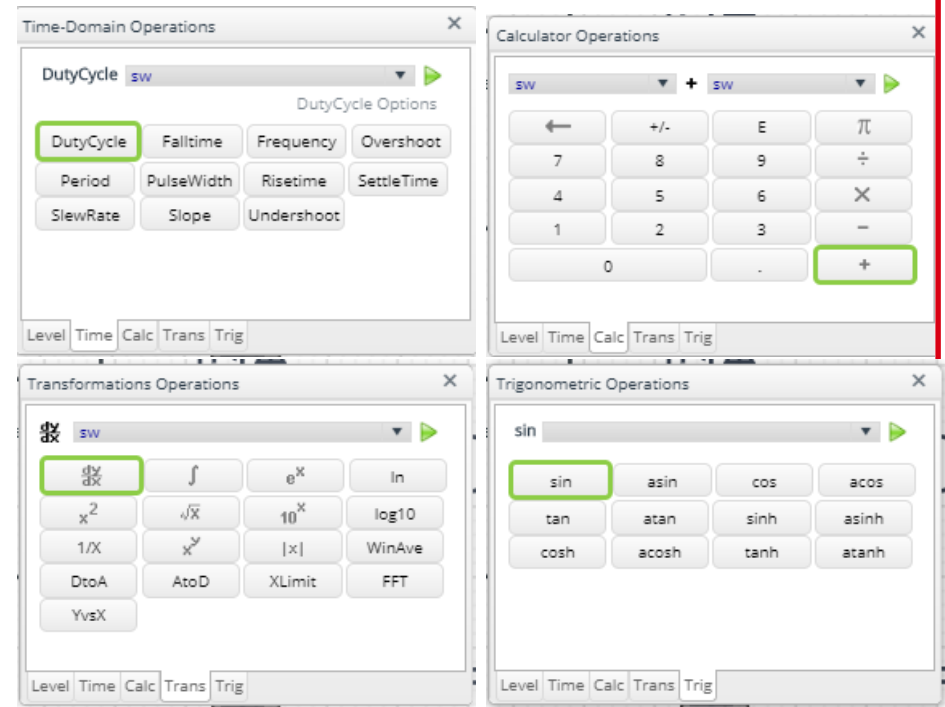 Time-Domain Operations ×
DutyCycle sw
DutyCycle Options
DutyCycle Falltime Frequency Overshoot
Period PulseWidth Risetime SettleTime
SlewRate Slope Undershoot
Level Time Calc Trans Trig
Calculator Operations ×
sw + sw
← +/- E π
7 8 9 ÷
4 5 6 ×
1 2 3 −
0 . +
Level Time Calc Trans Trig
Transformations Operations ×
dy/dx sw
dy/dx ∫ eˣ ln
x² √x 10ˣ log10
1/X xʸ |x| WinAve
DtoA AtoD XLimit FFT
YvsX
Level Time Calc Trans Trig
Trigonometric Operations ×
sin
sin asin cos acos
tan atan sinh asinh
cosh acosh tanh atanh
Level Time Calc Trans Trig